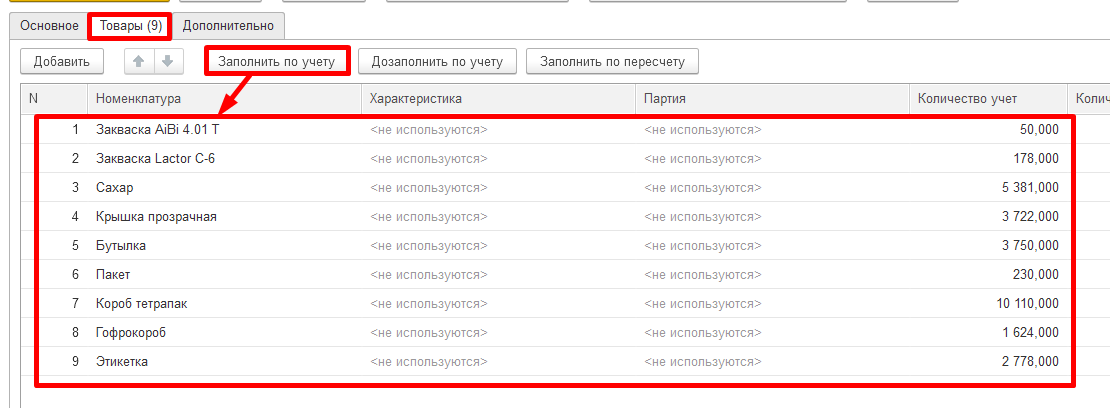 Основное Товары (9) Дополнительно
Добавить Заполнить по учету Дозаполнить по учету Заполнить по пересчету
N Номенклатура Характеристика Партия Количество учет
1 Закваска AiBi 4.01 T <не используются> <не используются> 50,000
2 Закваска Lactor C-6 <не используются> <не используются> 178,000
3 Сахар <не используются> <не используются> 5 381,000
4 Крышка прозрачная <не используются> <не используются> 3 722,000
5 Бутылка <не используются> <не используются> 3 750,000
6 Пакет <не используются> <не используются> 230,000
7 Короб тетрапак <не используются> <не используются> 10 110,000
8 Гофрокороб <не используются> <не используются> 1 624,000
9 Этикетка <не используются> <не используются> 2 778,000